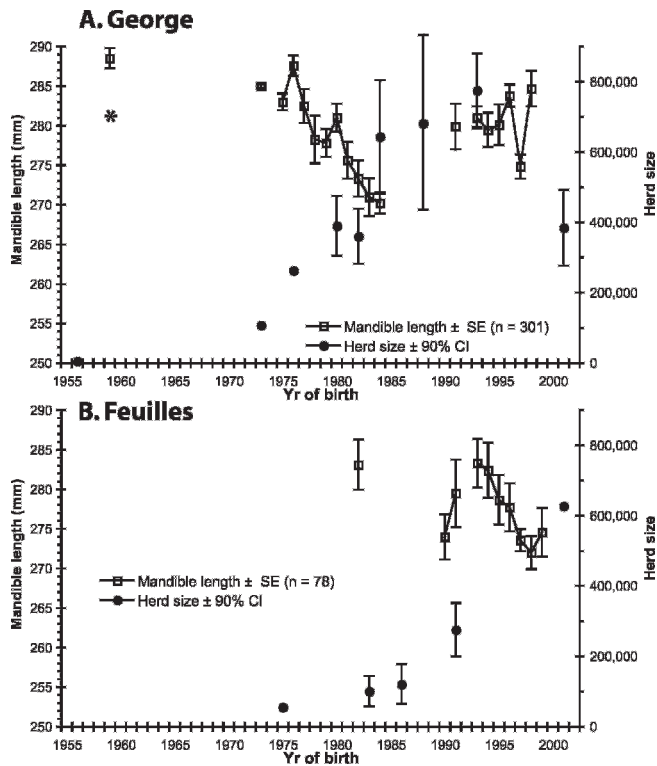 A. George
290
285
280
275
270
265
260
255
250
Mandible length (mm)
*
800,000
600,000
400,000
200,000
0
Herd size
Mandible length ± SE (n = 301)
Herd size ± 90% CI
1955 1960 1965 1970 1975 1980 1985 1990 1995 2000
Yr of birth
B. Feuilles
290
285
280
275
270
265
260
255
250
Mandible length (mm)
800,000
600,000
400,000
200,000
0
Herd size
Mandible length ± SE (n = 78)
Herd size ± 90% CI
1955 1960 1965 1970 1975 1980 1985 1990 1995 2000
Yr of birth